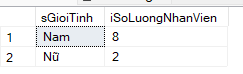 sGioiTinh iSoLuongNhanVien
1 Nam 8
2 Nữ 2